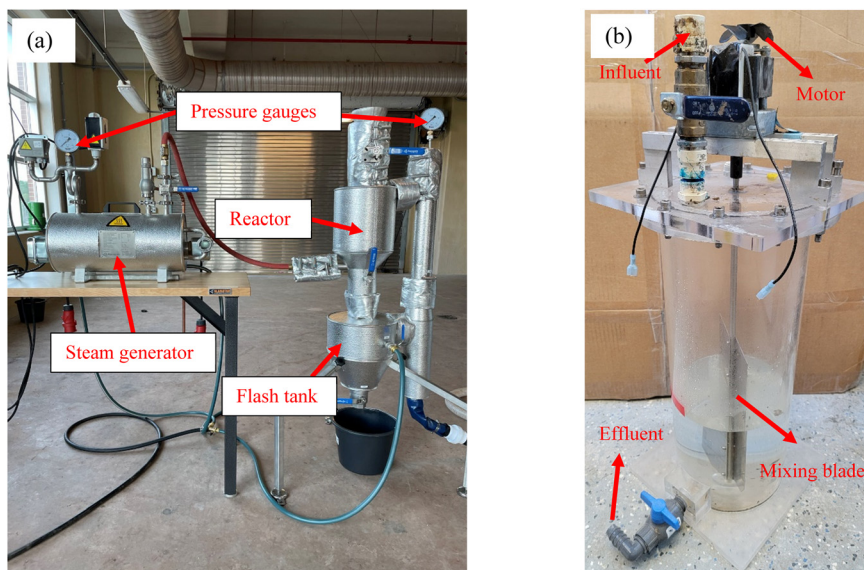 (a)
Pressure gauges
Reactor
Steam generator
Flash tank
(b)
Influent
Motor
Effluent
Mixing blade